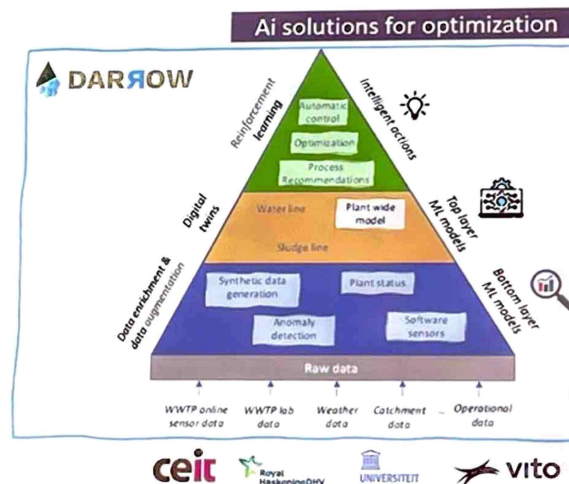 Ai solutions for optimization
DARЯOW
Reinforcement
learning
Intelligent actions
Automatic
control
Optimization
Process
Recommendations
Digital
twins
Water line
Plant wide
model
Sludge line
Top layer
ML models
Data enrichment &
data augmentation
Synthetic data
generation
Plant status
Anomaly
detection
Software
sensors
Bottom layer
ML models
Raw data
WWTP online
sensor data
WWTP lab
data
Weather
data
Catchment
data
...
Operational
data
ceit
Royal
HaskoningDHV
UNIVERSITEIT
vito